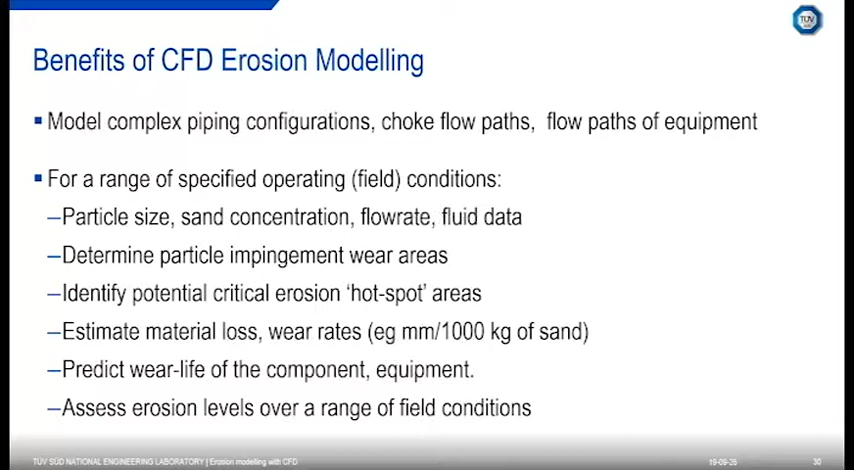 TÜV
Benefits of CFD Erosion Modelling
▪ Model complex piping configurations, choke flow paths, flow paths of equipment
▪ For a range of specified operating (field) conditions:
–Particle size, sand concentration, flowrate, fluid data
–Determine particle impingement wear areas
–Identify potential critical erosion ‘hot-spot’ areas
–Estimate material loss, wear rates (eg mm/1000 kg of sand)
–Predict wear-life of the component, equipment.
–Assess erosion levels over a range of field conditions
TÜV SÜD NATIONAL ENGINEERING LABORATORY | Erosion modelling with CFD
30